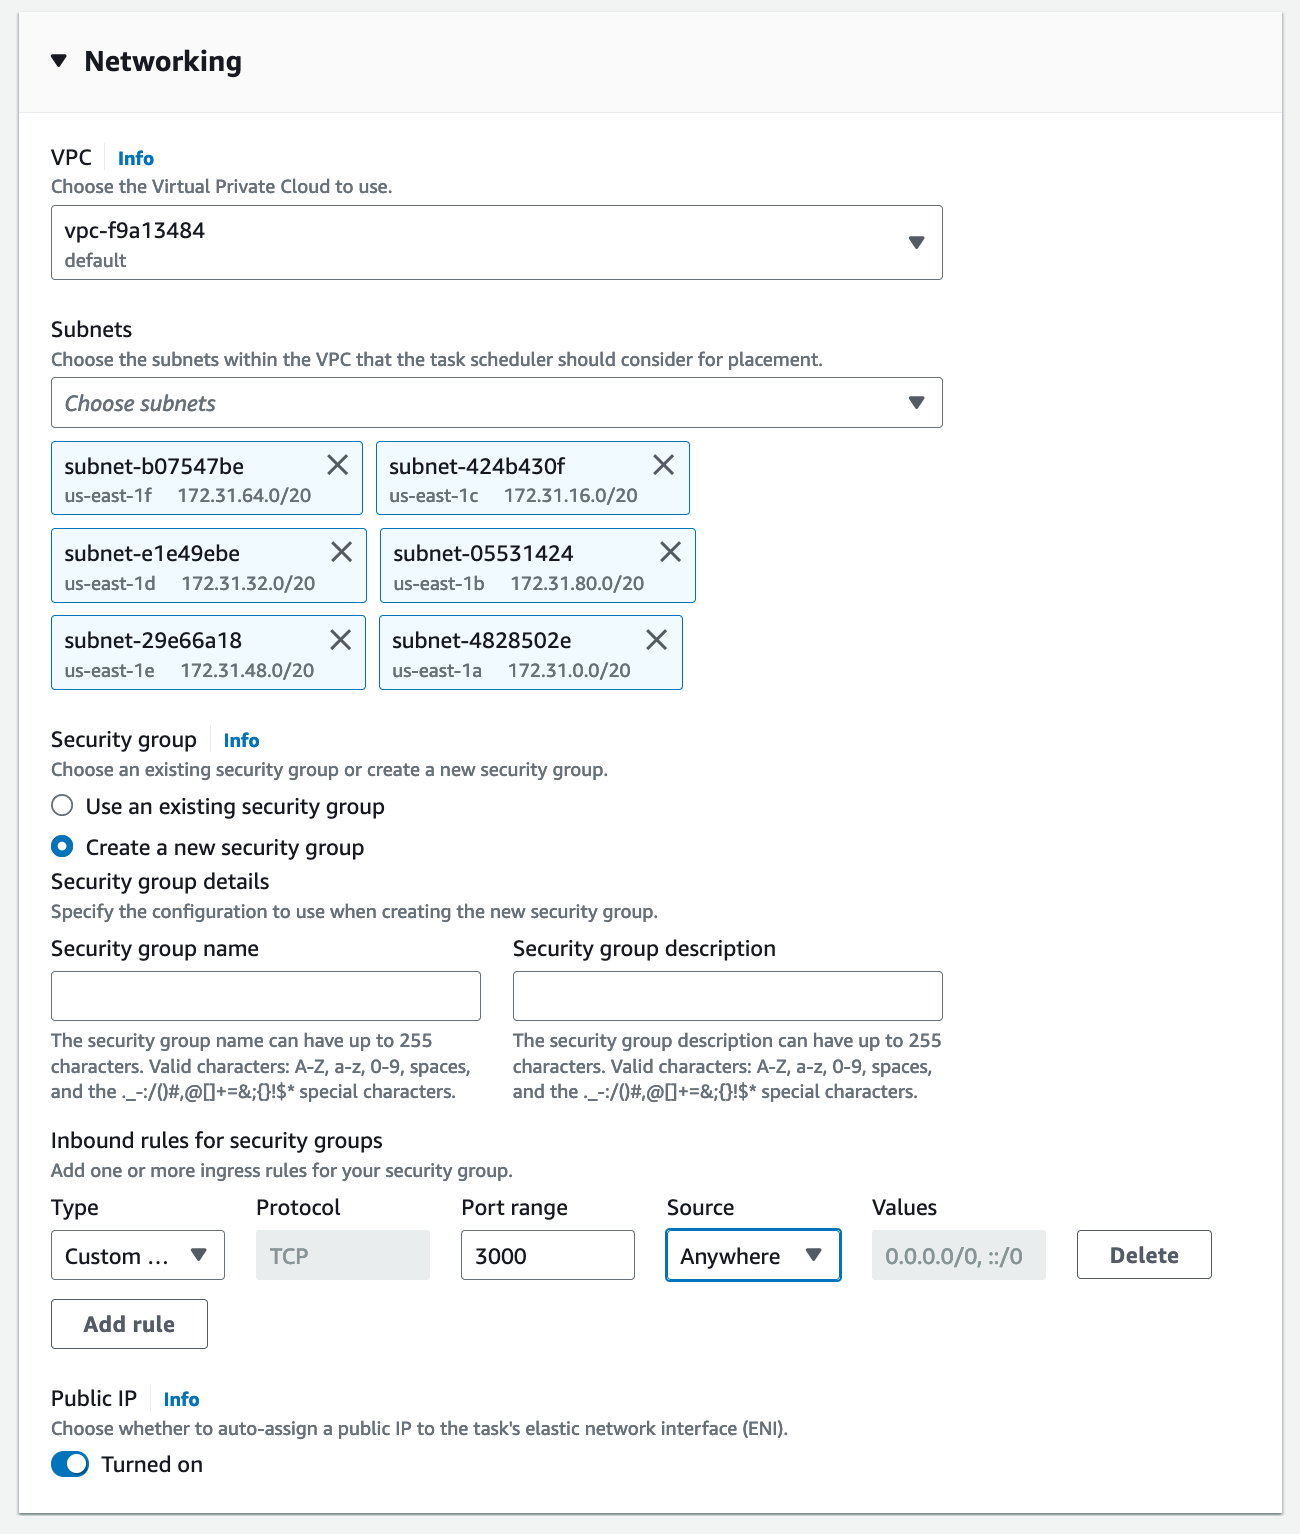 Networking
VPC Info
Choose the Virtual Private Cloud to use.
vpc-f9a13484
default
Subnets
Choose the subnets within the VPC that the task scheduler should consider for placement.
Choose subnets
subnet-b07547be subnet-424b430f
us-east-1f 172.31.64.0/20 us-east-1c 172.31.16.0/20
subnet-e1e49ebe subnet-05531424
us-east-1d 172.31.32.0/20 us-east-1b 172.31.80.0/20
subnet-29e66a18 subnet-4828502e
us-east-1e 172.31.48.0/20 us-east-1a 172.31.0.0/20
Security group Info
Choose an existing security group or create a new security group.
Use an existing security group
Create a new security group
Security group details
Specify the configuration to use when creating the new security group.
Security group name Security group description
The security group name can have up to 255 The security group description can have up to 255
characters. Valid characters: A-Z, a-z, 0-9, spaces, characters. Valid characters: A-Z, a-z, 0-9, spaces,
and the ._-:/()#,@[]+=&;{}!$* special characters. and the ._-:/()#,@[]+=&;{}!$* special characters.
Inbound rules for security groups
Add one or more ingress rules for your security group.
Type Protocol Port range Source Values
Custom ... TCP 3000 Anywhere 0.0.0.0/0, ::/0 Delete
Add rule
Public IP Info
Choose whether to auto-assign a public IP to the task's elastic network interface (ENI).
Turned on